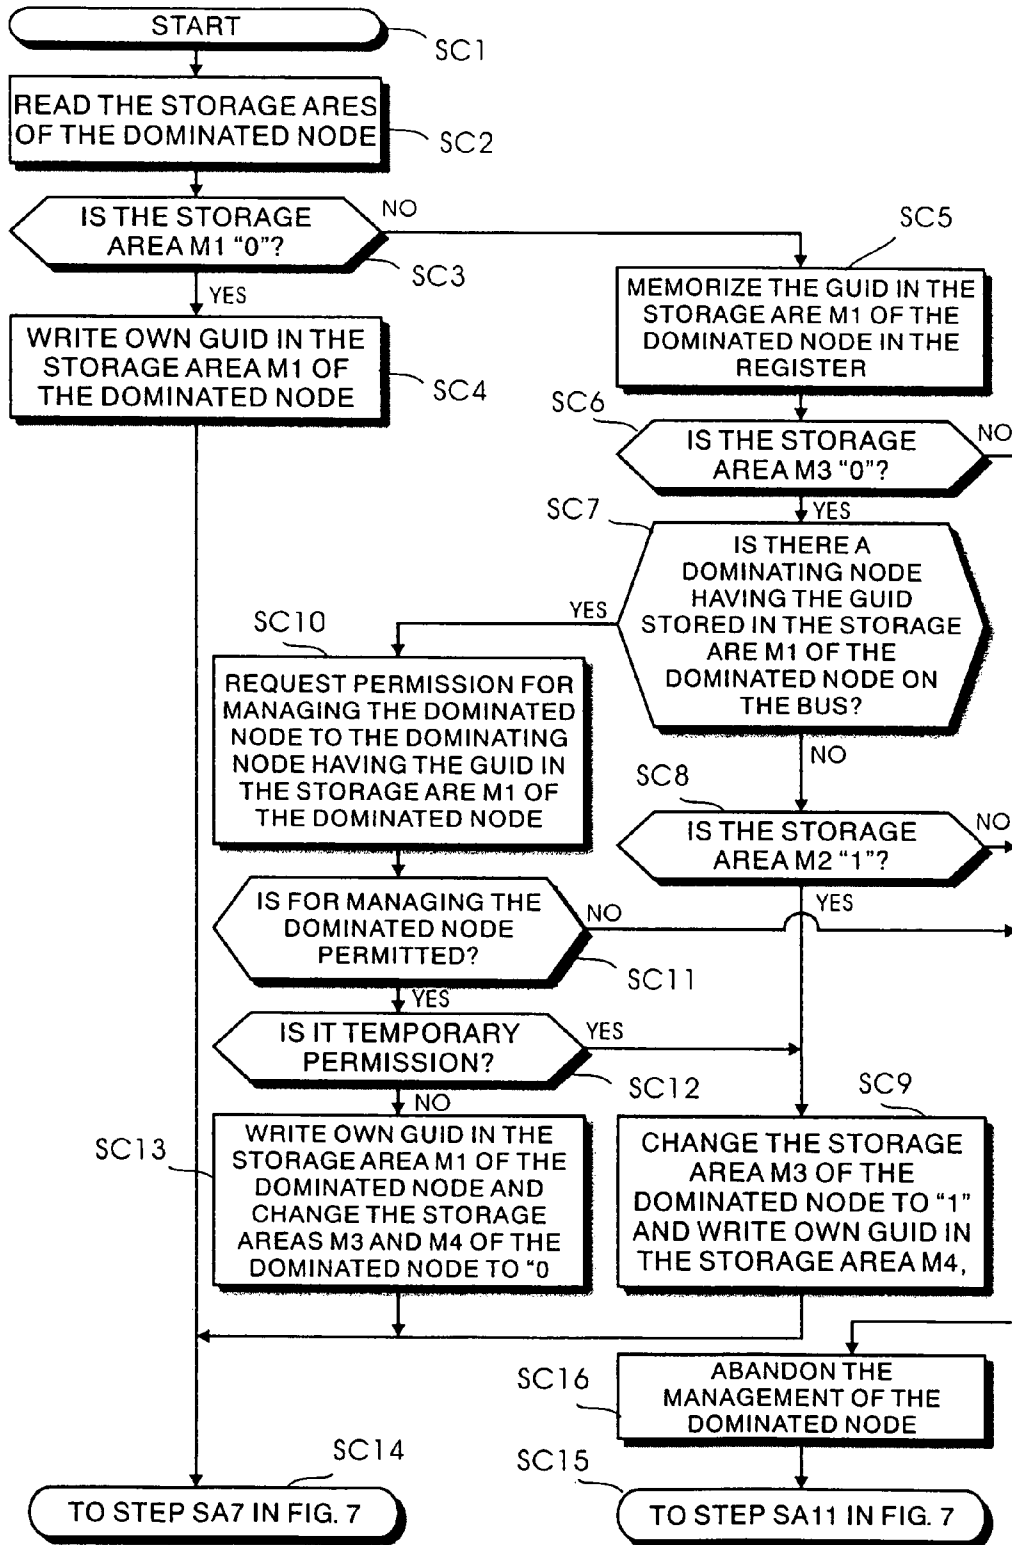 START
SC1
READ THE STORAGE ARES
OF THE DOMINATED NODE
SC2
IS THE STORAGE
AREA M1 "0"?
NO
SC3
YES
WRITE OWN GUID IN THE
STORAGE AREA M1 OF
THE DOMINATED NODE
SC4
SC5
MEMORIZE THE GUID IN THE
STORAGE ARE M1 OF THE
DOMINATED NODE IN THE
REGISTER
SC6
IS THE STORAGE
AREA M3 "0"?
NO
YES
SC7
IS THERE A
DOMINATING NODE
HAVING THE GUID
STORED IN THE STORAGE
ARE M1 OF THE
DOMINATED NODE ON
THE BUS?
YES
NO
SC10
REQUEST PERMISSION FOR
MANAGING THE DOMINATED
NODE TO THE DOMINATING
NODE HAVING THE GUID IN
THE STORAGE ARE M1 OF
THE DOMINATED NODE
SC8
IS THE STORAGE
AREA M2 "1"?
NO
YES
IS FOR MANAGING THE
DOMINATED NODE
PERMITTED?
NO
SC11
YES
IS IT TEMPORARY
PERMISSION?
YES
SC12
NO
SC13
WRITE OWN GUID IN THE
STORAGE AREA M1 OF THE
DOMINATED NODE AND
CHANGE THE STORAGE
AREAS M3 AND M4 OF THE
DOMINATED NODE TO "0
SC9
CHANGE THE STORAGE
AREA M3 OF THE
DOMINATED NODE TO "1"
AND WRITE OWN GUID IN
THE STORAGE AREA M4,
SC16
ABANDON THE
MANAGEMENT OF THE
DOMINATED NODE
SC14
TO STEP SA7 IN FIG. 7
SC15
TO STEP SA11 IN FIG. 7